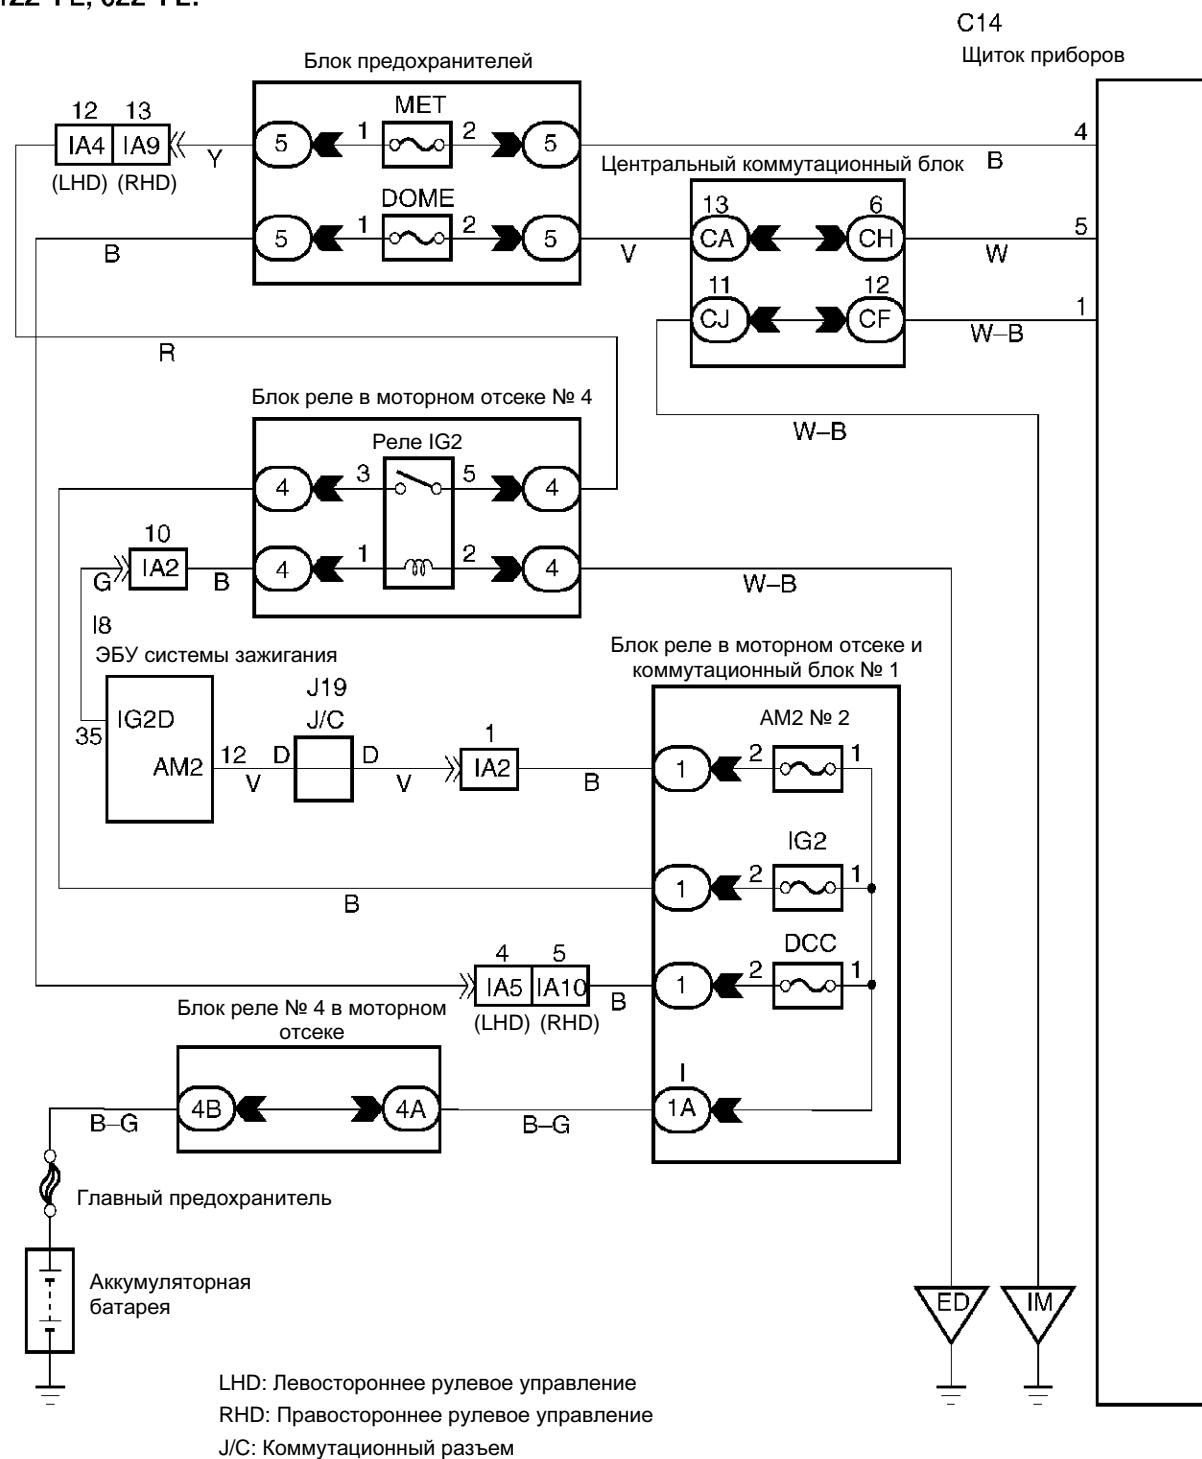 C14
Щиток приборов
Блок предохранителей
12 13
IA4 IA9
(LHD) (RHD)
Y
5 1 MET 2 5
B
4
DOME
5 1 2 5
B
V
Центральный коммутационный блок
13 6
CA CH
W
5
11 12
CJ CF
W–B
1
R
W–B
Блок реле в моторном отсеке № 4
Реле IG2
4 3 5 4
10
IA2
G
B
4 1 2 4
W–B
I8
ЭБУ системы зажигания
IG2D
35
AM2
12
V
J19
J/C
D D
V
1
IA2
B
Блок реле в моторном отсеке и
коммутационный блок № 1
AM2 № 2
1 2 1
IG2
1 2 1
B
DCC
1 2 1
4 5
IA5 IA10
(LHD) (RHD)
B
I
1A
Блок реле № 4 в моторном
отсеке
4B 4A
B–G
B–G
Главный предохранитель
Аккумуляторная
батарея
ED IM
LHD: Левостороннее рулевое управление
RHD: Правостороннее рулевое управление
J/C: Коммутационный разъем